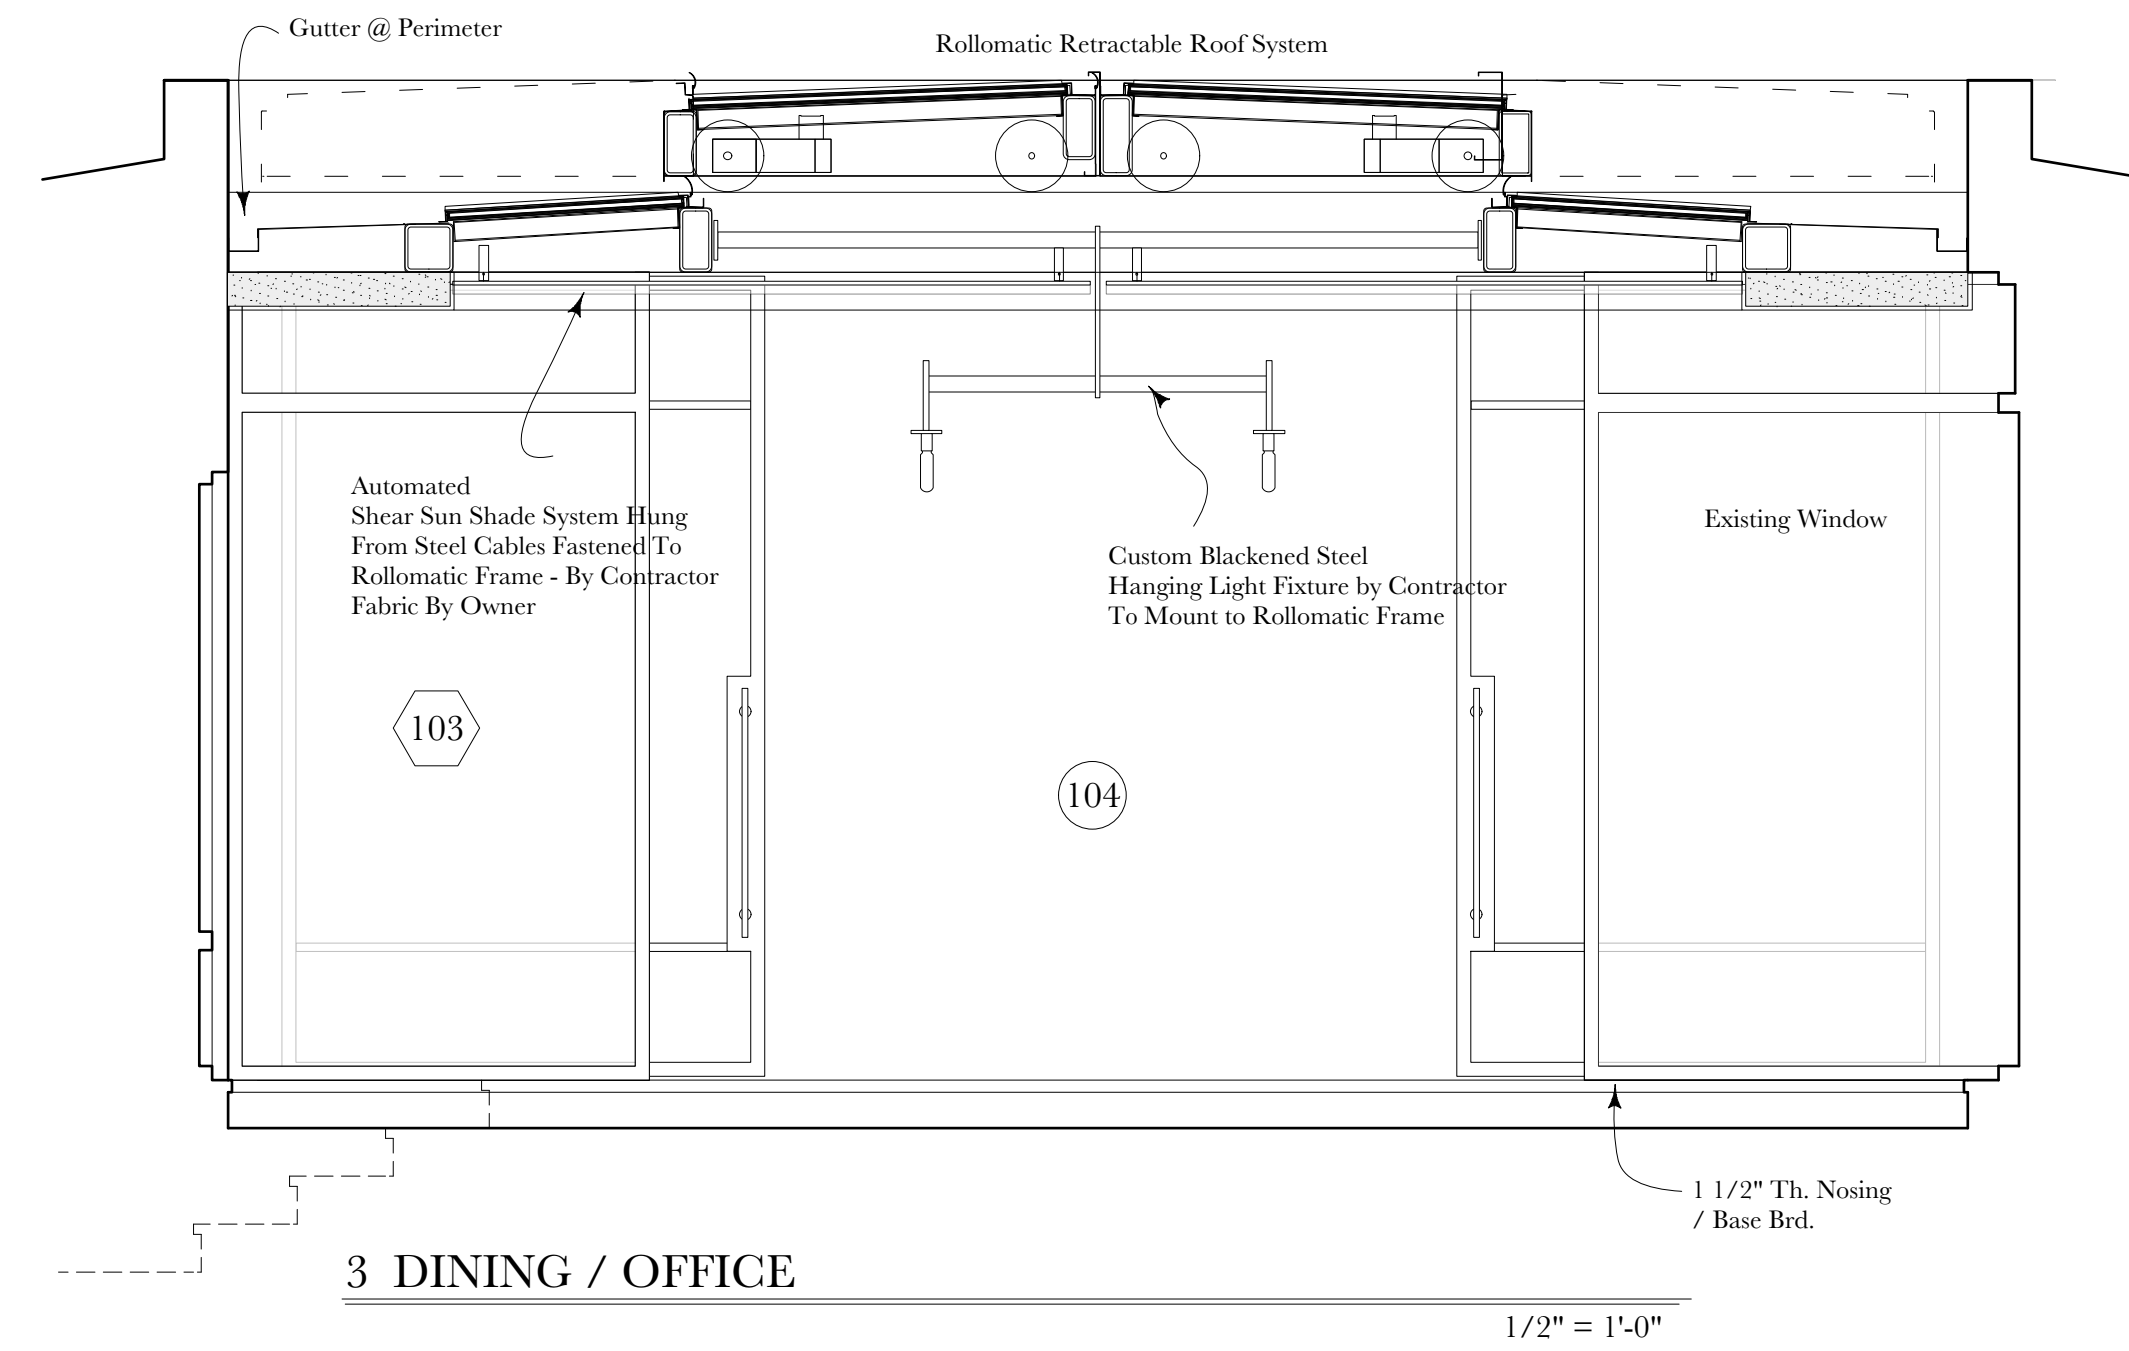 Gutter @ Perimeter
Rollomatic Retractable Roof System
Automated
Shear Sun Shade System Hung
From Steel Cables Fastened To
Rollomatic Frame - By Contractor
Fabric By Owner
Existing Window
Custom Blackened Steel
Hanging Light Fixture by Contractor
To Mount to Rollomatic Frame
103
104
1 1/2" Th. Nosing
/ Base Brd.
3 DINING / OFFICE
1/2" = 1'-0"